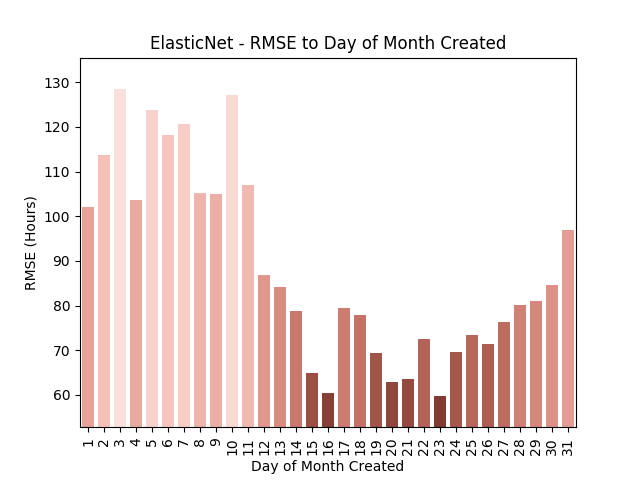 ElasticNet - RMSE to Day of Month Created
RMSE (Hours)
130
120
110
100
90
80
70
60
1 2 3 4 5 6 7 8 9 10 11 12 13 14 15 16 17 18 19 20 21 22 23 24 25 26 27 28 29 30 31
Day of Month Created